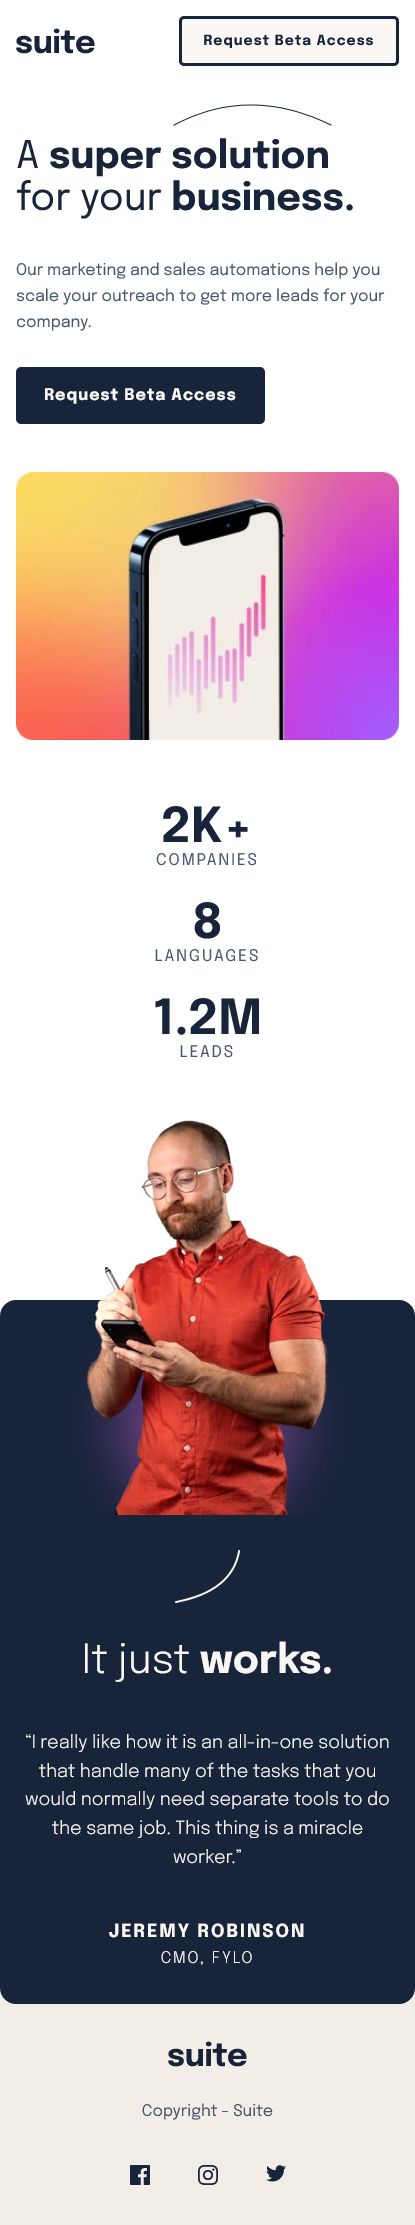 suite
Request Beta Access
A super solution
for your business.
Our marketing and sales automations help you
scale your outreach to get more leads for your
company.
Request Beta Access
2K+
COMPANIES
8
LANGUAGES
1.2M
LEADS
It just works.
“I really like how it is an all-in-one solution
that handle many of the tasks that you
would normally need separate tools to do
the same job. This thing is a miracle
worker.”
JEREMY ROBINSON
CMO, FYLO
suite
Copyright - Suite